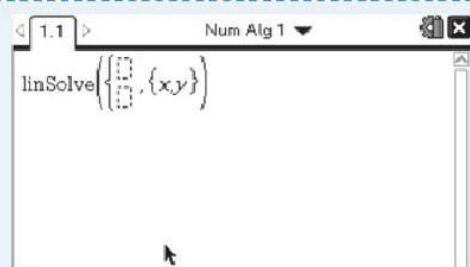 1.1 Num Alg 1
linSolve({ , {x,y})